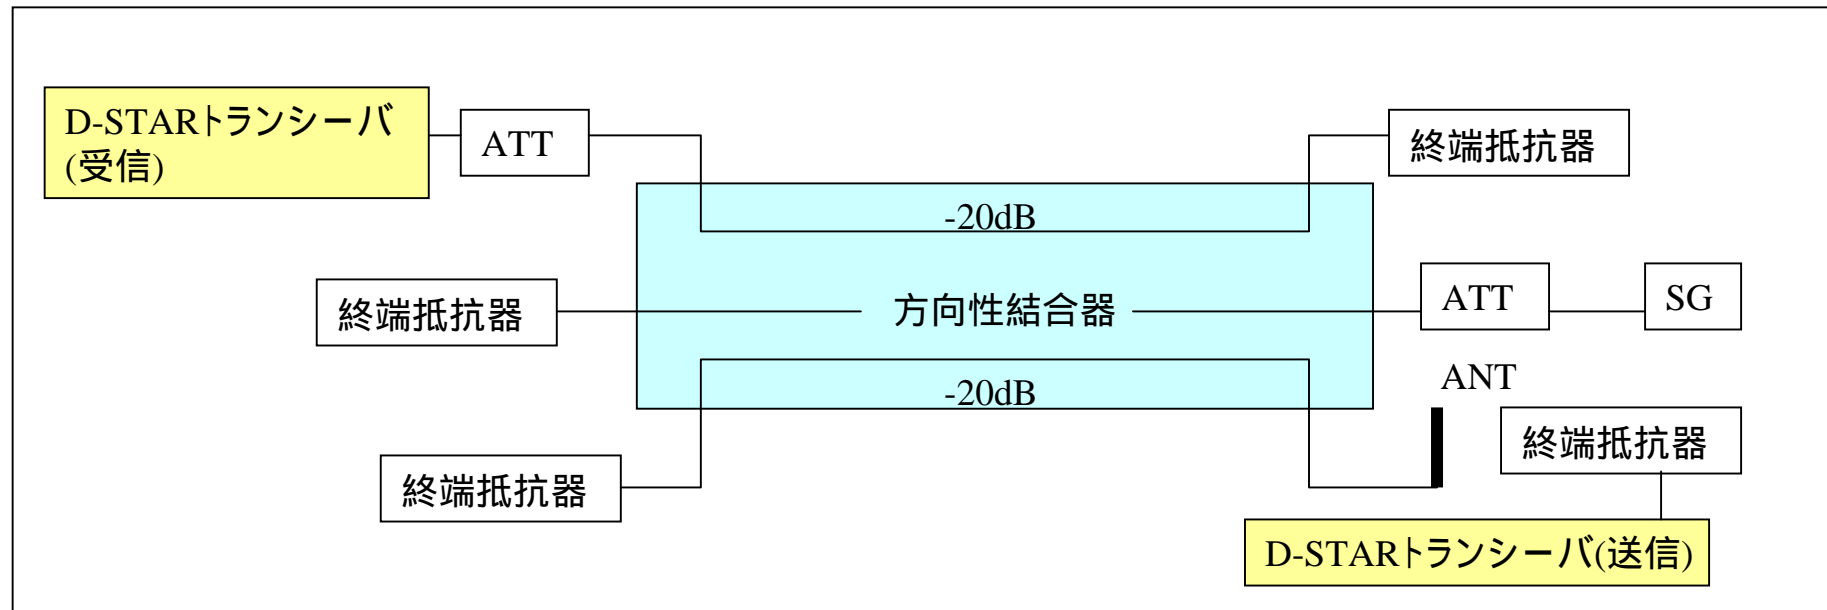 D-STARトランシーバ
(受信)
ATT
終端抵抗器
-20dB
終端抵抗器
方向性結合器
ATT
SG
ANT
-20dB
終端抵抗器
終端抵抗器
D-STARトランシーバ(送信)